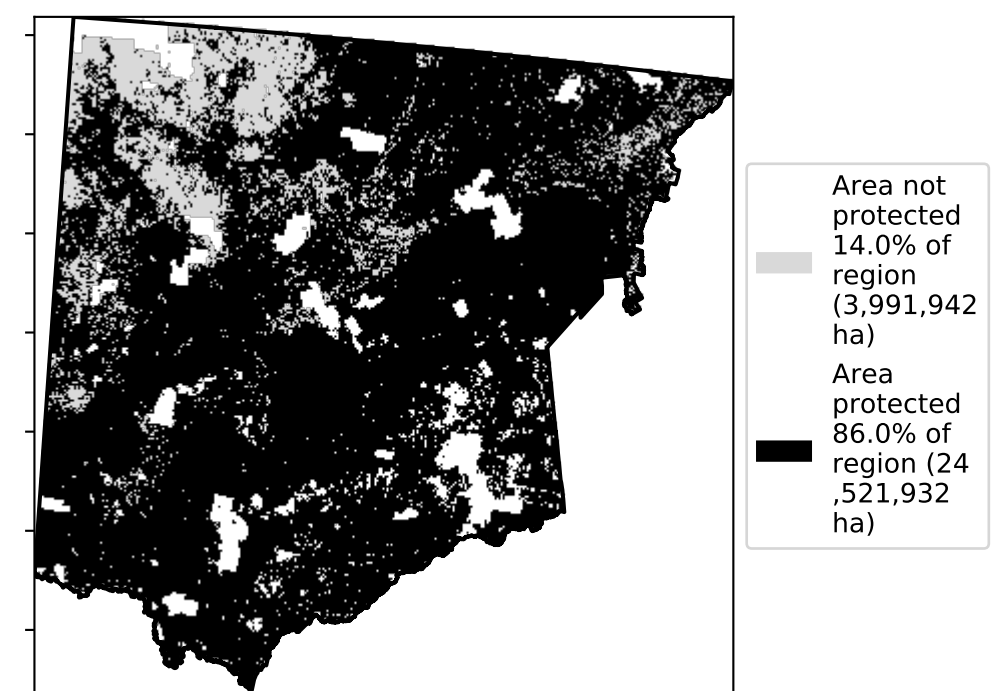 Area not
protected
14.0% of
region
(3,991,942
ha)
Area
protected
86.0% of
region (24
,521,932
ha)